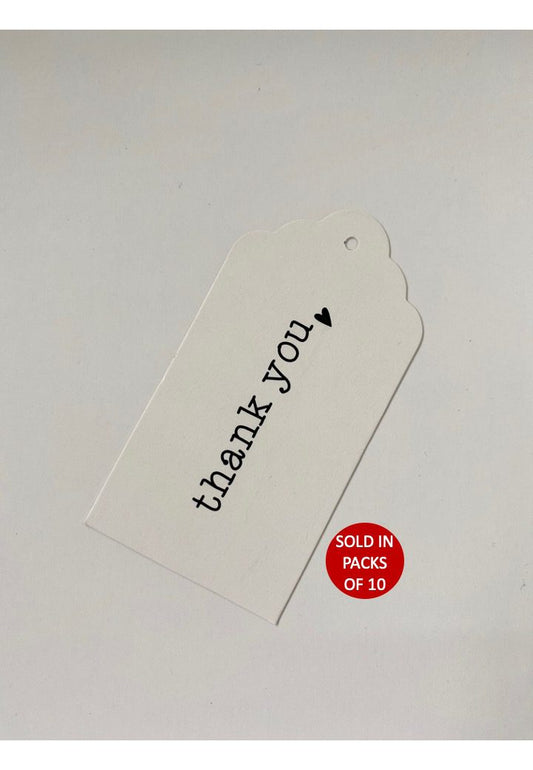 thank you
SOLD IN
PACKS
OF 10